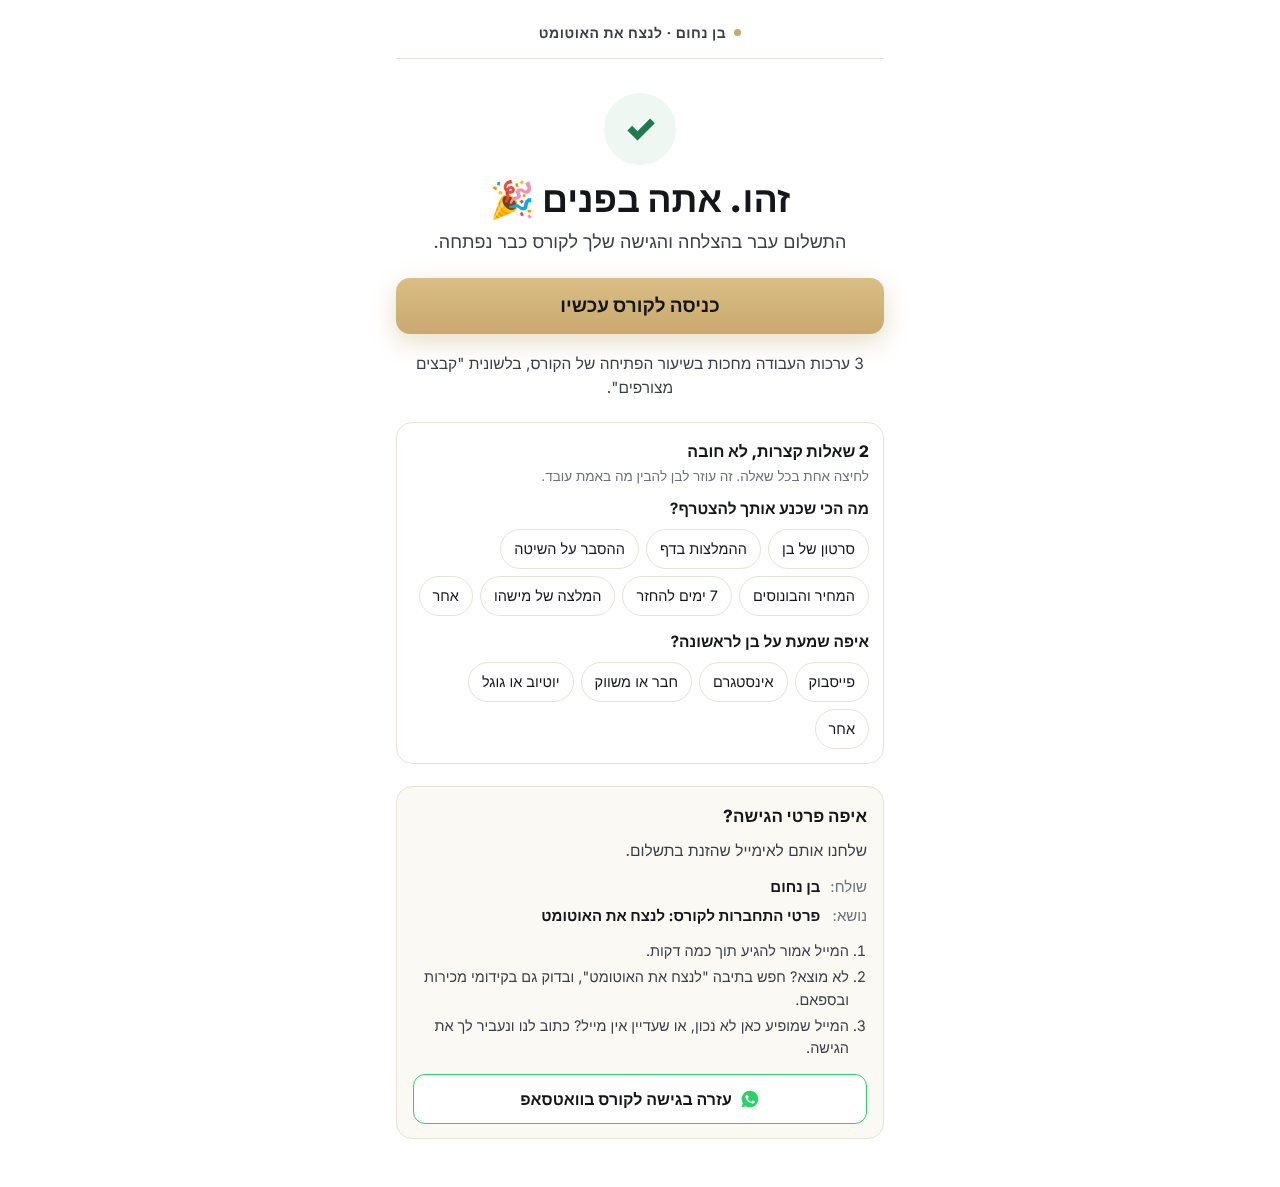 בן נחום · לנצח את האוטומט
זהו. אתה בפנים 🎉
התשלום עבר בהצלחה והגישה שלך לקורס כבר נפתחה.
כניסה לקורס עכשיו
3 ערכות העבודה מחכות בשיעור הפתיחה של הקורס, בלשונית "קבצים
מצורפים".
2 שאלות קצרות, לא חובה
לחיצה אחת בכל שאלה. זה עוזר לבן להבין מה באמת עובד.
מה הכי שכנע אותך להצטרף?
סרטון של בן ההמלצות בדף ההסבר על השיטה
המחיר והבונוסים 7 ימים להחזר המלצה של מישהו אחר
איפה שמעת על בן לראשונה?
פייסבוק אינסטגרם חבר או משווק יוטיוב או גוגל
אחר
איפה פרטי הגישה?
שלחנו אותם לאימייל שהזנת בתשלום.
שולח: בן נחום
נושא: פרטי התחברות לקורס: לנצח את האוטומט
1. המייל אמור להגיע תוך כמה דקות.
2. לא מוצא? חפש בתיבה "לנצח את האוטומט", ובדוק גם בקידומי מכירות
ובספאם.
3. המייל שמופיע כאן לא נכון, או שעדיין אין מייל? כתוב לנו ונעביר לך את
הגישה.
עזרה בגישה לקורס בוואטסאפ